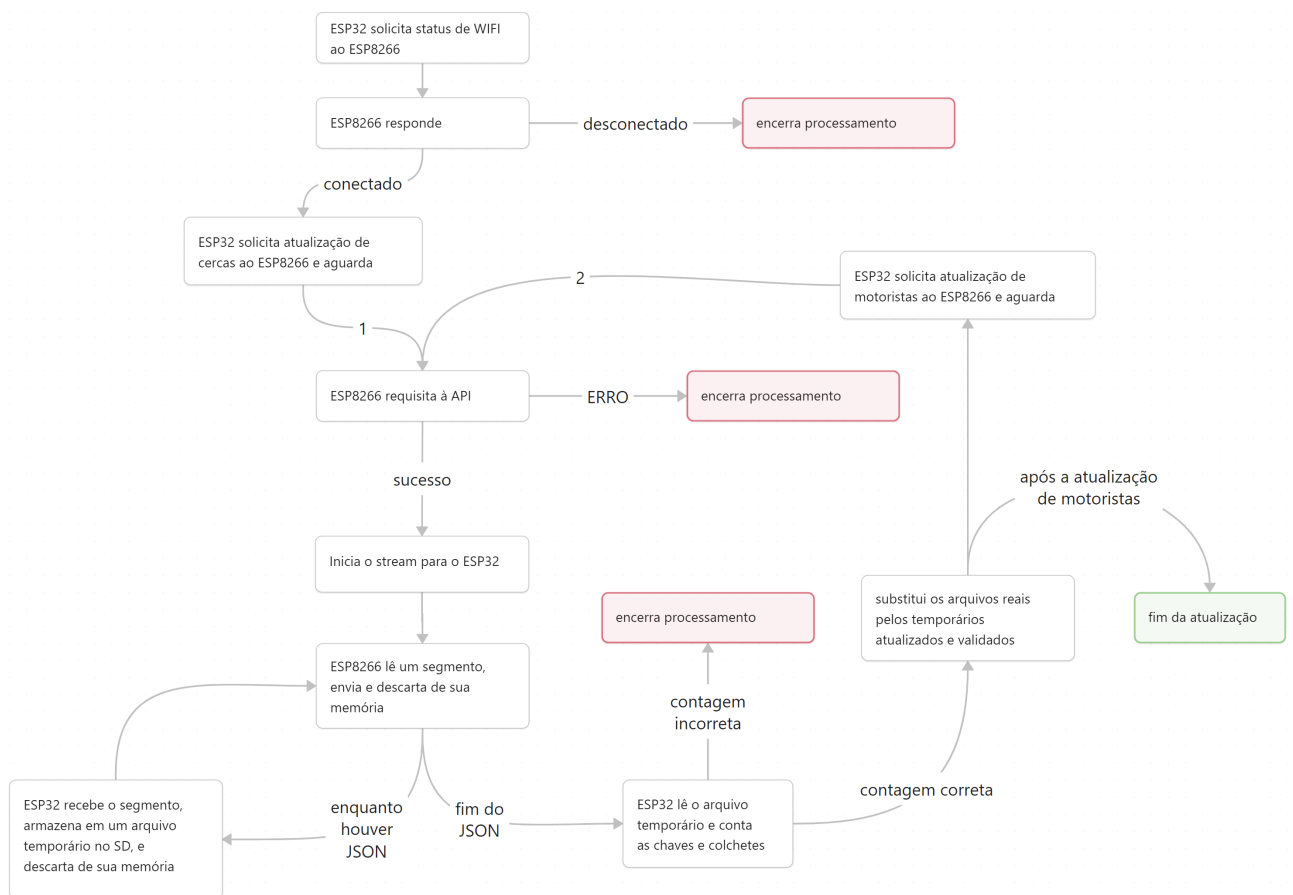 ESP32 solicita status de WIFI
ao ESP8266
ESP8266 responde
desconectado
encerra processamento
conectado
ESP32 solicita atualização de
cercas ao ESP8266 e aguarda
1
2
ESP32 solicita atualização de
motoristas ao ESP8266 e aguarda
ESP8266 requisita à API
ERRO
encerra processamento
sucesso
Inicia o stream para o ESP32
ESP8266 lê um segmento,
envia e descarta de sua
memória
enquanto
houver
JSON
ESP32 recebe o segmento,
armazena em um arquivo
temporário no SD, e
descarta de sua memória
fim do
JSON
ESP32 lê o arquivo
temporário e conta
as chaves e colchetes
contagem
incorreta
encerra processamento
contagem correta
substitui os arquivos reais
pelos temporários
atualizados e validados
após a atualização
de motoristas
fim da atualização